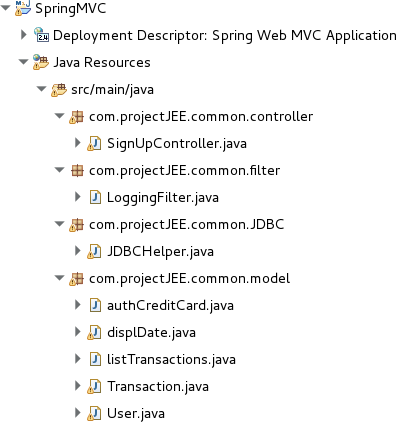 SpringMVC
Deployment Descriptor: Spring Web MVC Application
Java Resources
src/main/java
com.projectJEE.common.controller
SignUpController.java
com.projectJEE.common.filter
LoggingFilter.java
com.projectJEE.common.JDBC
JDBCHelper.java
com.projectJEE.common.model
authCreditCard.java
displDate.java
listTransactions.java
Transaction.java
User.java